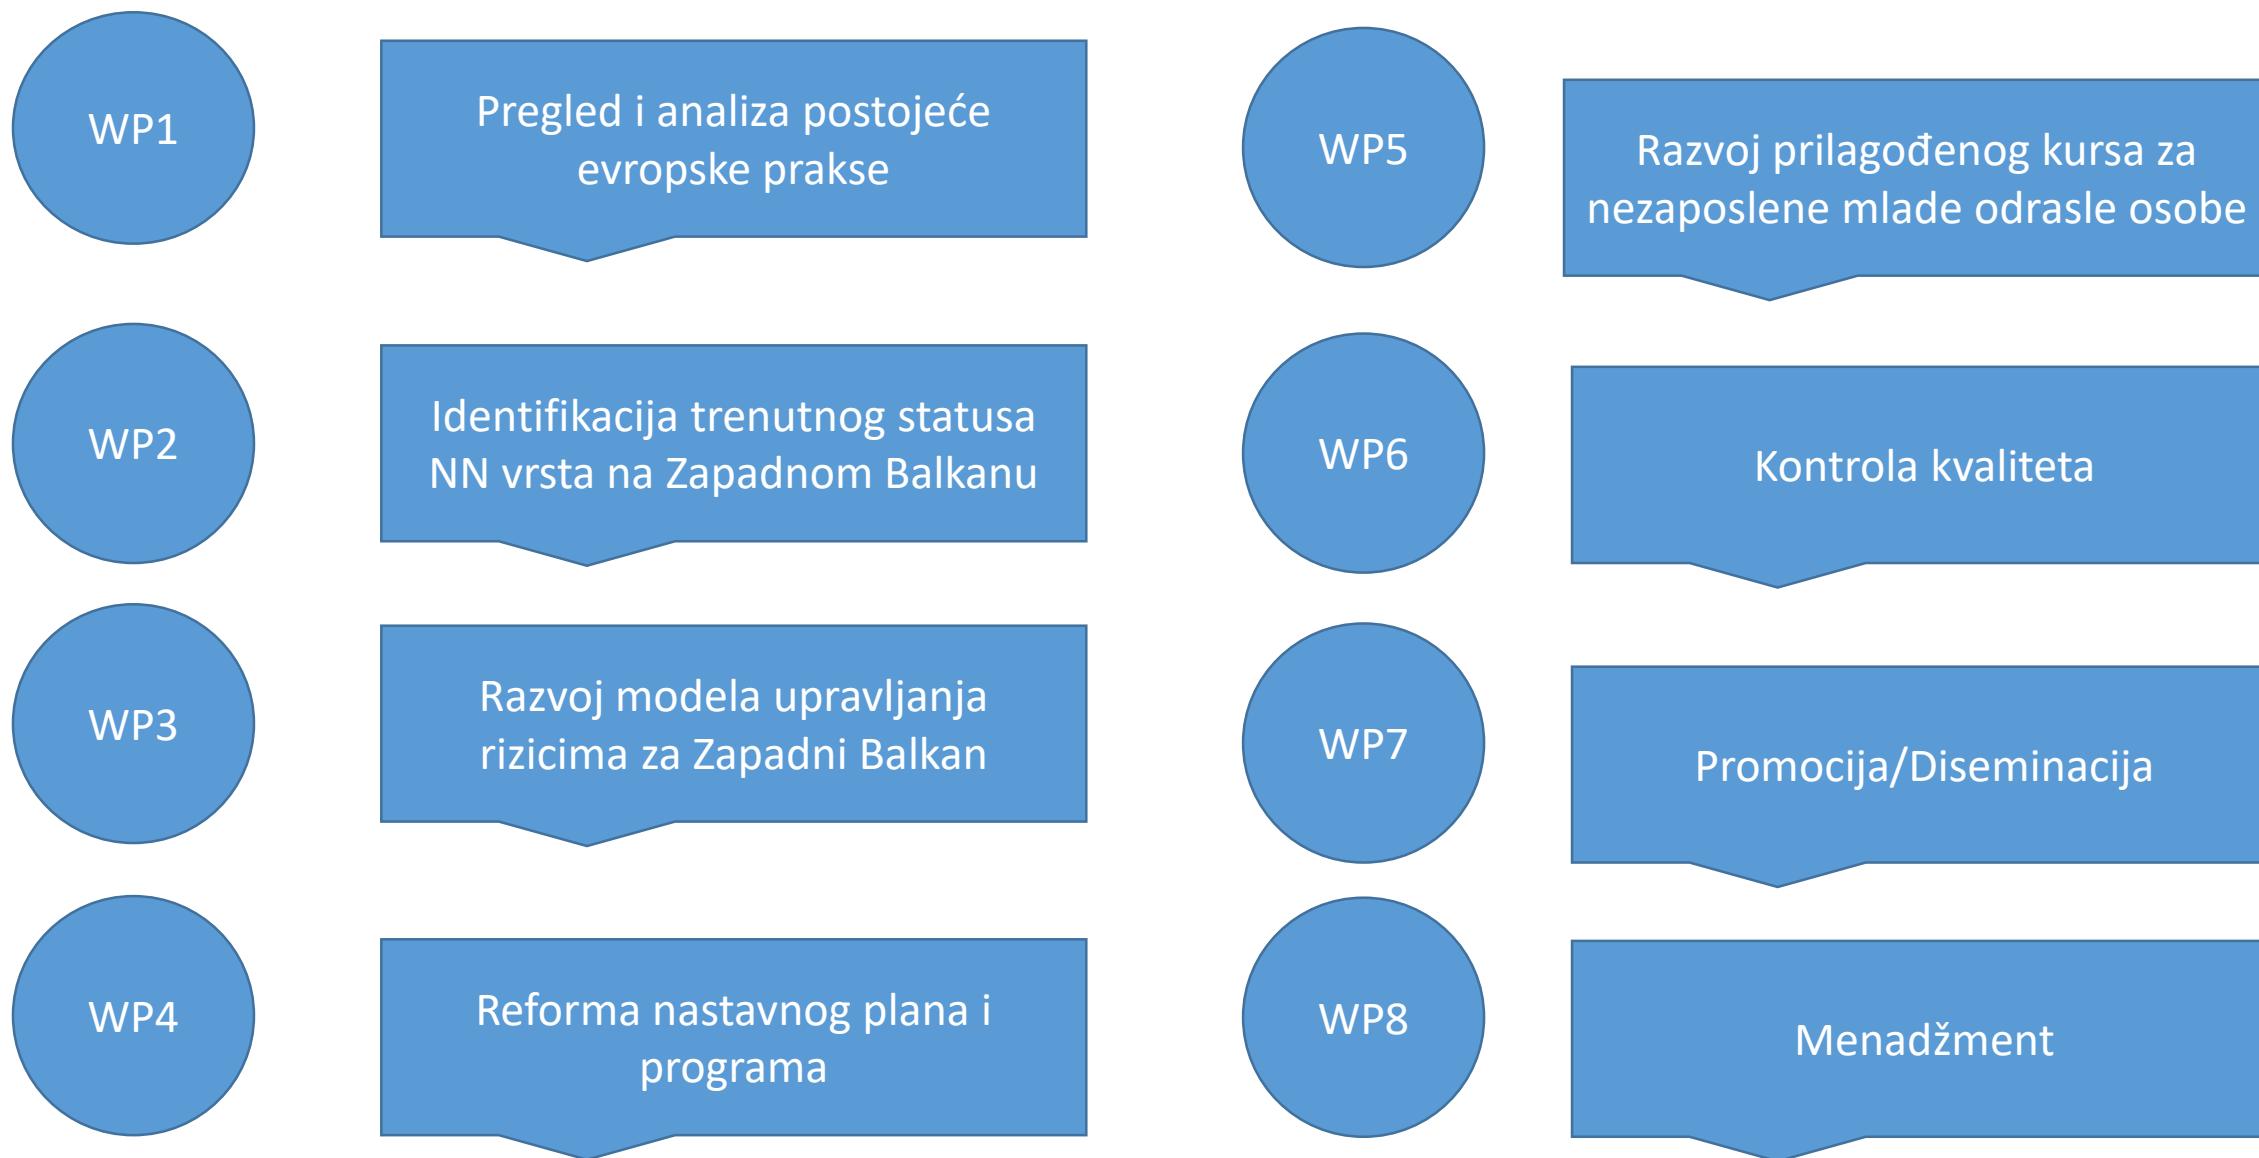 WP1
Pregled i analiza postojeće
evropske prakse
WP2
Identifikacija trenutnog statusa
NN vrsta na Zapadnom Balkanu
WP3
Razvoj modela upravljanja
rizicima za Zapadni Balkan
WP4
Reforma nastavnog plana i
programa
WP5
Razvoj prilagođenog kursa za
nezaposlene mlade odrasle osobe
WP6
Kontrola kvaliteta
WP7
Promocija/Diseminacija
WP8
Menadžment